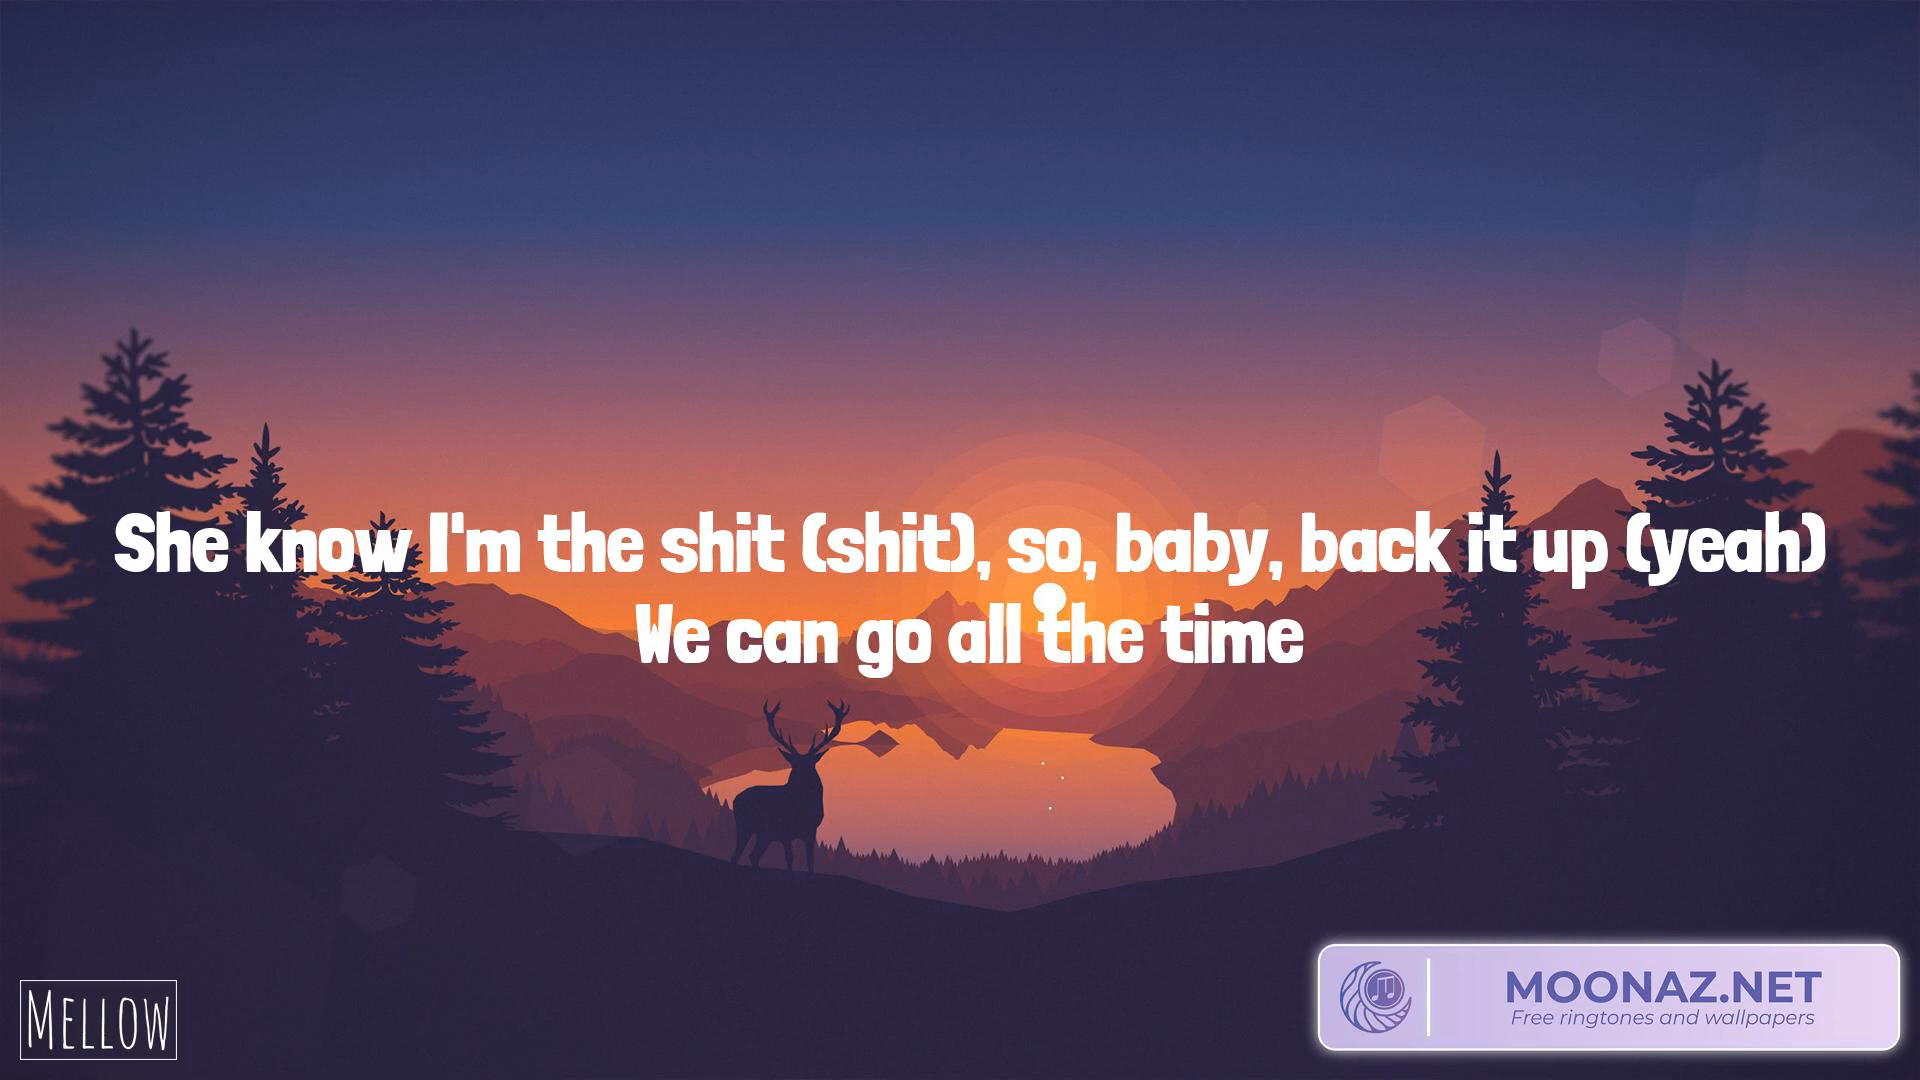 She know I'm the shit (shit), so, baby, back it up (yeah)
We can go all the time
MELLOW
MOONAZ.NET
Free ringtones and wallpapers